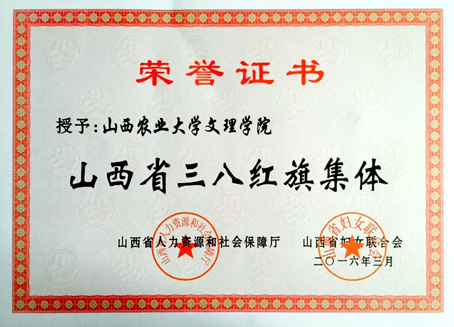 荣誉证书
授予:山西农业大学文理学院
山西省三八红旗集体
山西省人力资源和社会保障厅 山西省妇女联合会
二〇一六年三月